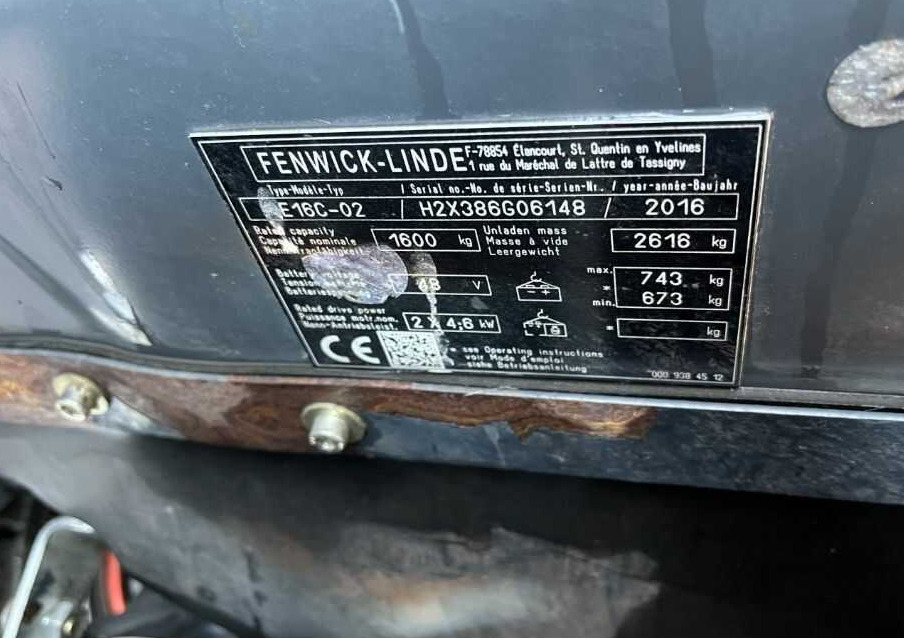 FENWICK-LINDE F-78854 Élancourt, St. Quentin en Yvelines
1 rue du Maréchal de Lattre de Tassigny
Type-Modèle-Typ / Serial no.-No. de série-Serien-Nr. / year-année-Baujahr
E16C-02 / H2X386G06148 / 2016
Rated capacity
Capacité nominale
Nenntragfähigkeit
1600 kg
Unladen mass
Masse à vide
Leergewicht
2616 kg
Battery voltage
Tension
48 V
max. 743 kg
*
min. 673 kg
Rated drive power
Puissance motr.nom.
Nenn-Antriebsleist.
2 X 4,6 kW
* kg
CE
* see Operating instructions
voir Mode d'emploi
siehe Betriebsanleitung
000 938 45 12